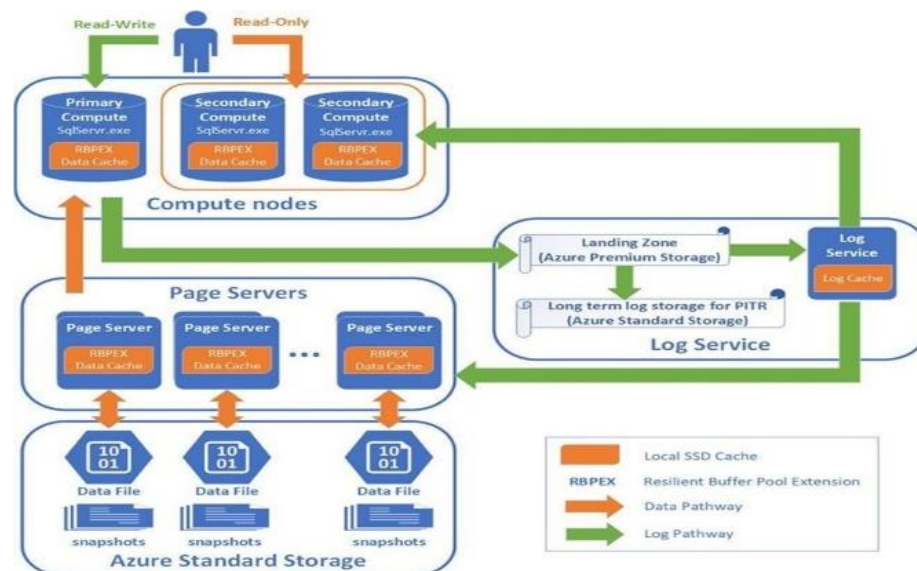 Read-Write
Read-Only
Primary
Compute
SqlServr.exe
RBPEX
Data Cache
Secondary
Compute
SqlServr.exe
RBPEX
Data Cache
Secondary
Compute
SqlServr.exe
RBPEX
Data Cache
Compute nodes
Landing Zone
(Azure Premium Storage)
Long term log storage for PITR
(Azure Standard Storage)
Log
Service
Log Cache
Log Service
Page Servers
Page Server
RBPEX
Data Cache
Page Server
RBPEX
Data Cache
...
Page Server
RBPEX
Data Cache
10
01
Data File
snapshots
10
01
Data File
snapshots
10
01
Data File
snapshots
Azure Standard Storage
Local SSD Cache
RBPEX Resilient Buffer Pool Extension
Data Pathway
Log Pathway